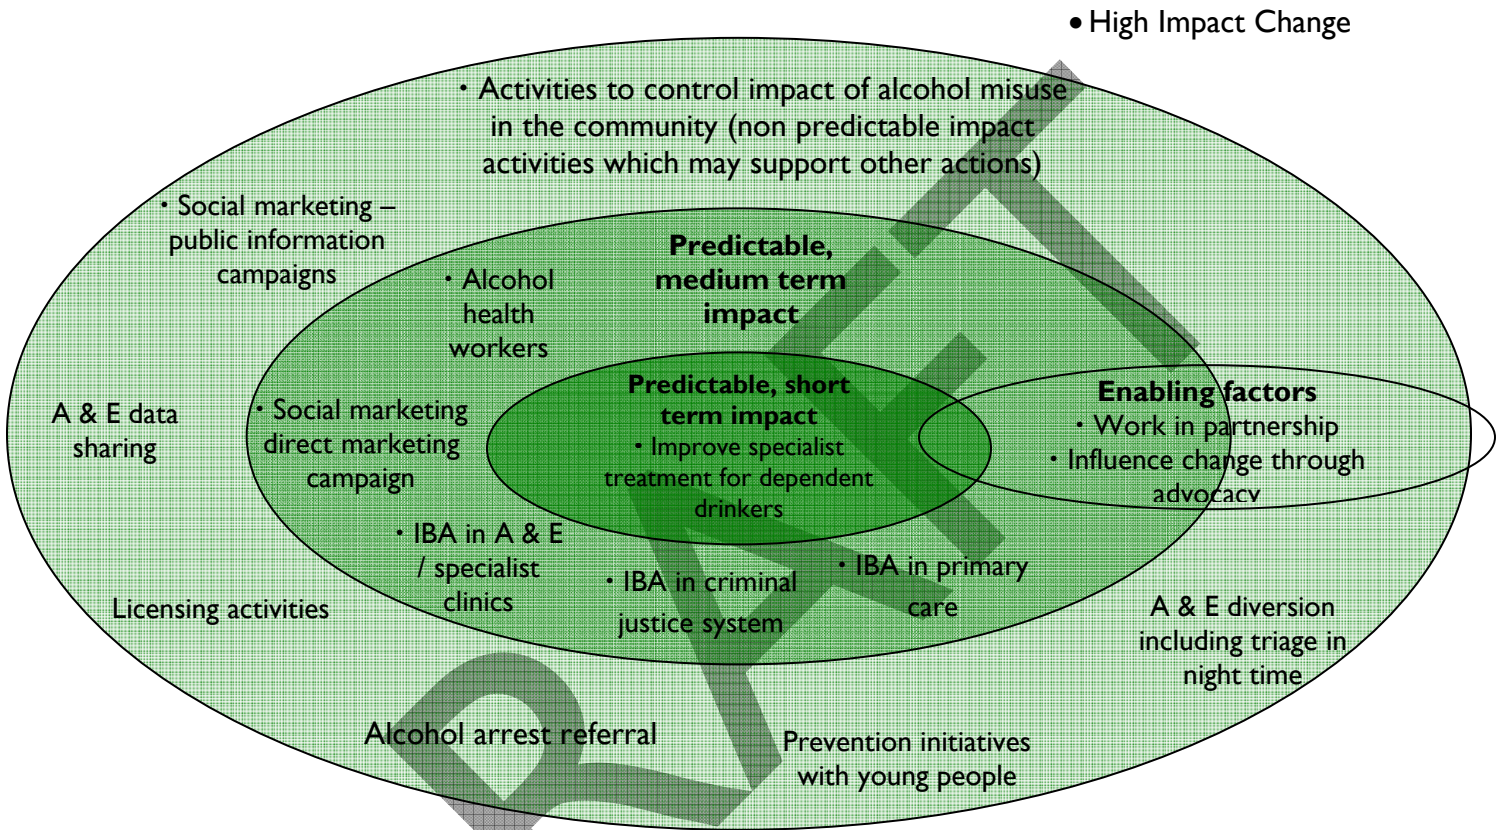 • High Impact Change
• Activities to control impact of alcohol misuse
in the community (non predictable impact
activities which may support other actions)
• Social marketing –
public information
campaigns
Predictable,
medium term
impact
• Alcohol
health
workers
Predictable, short
term impact
• Improve specialist
treatment for dependent
drinkers
Enabling factors
• Work in partnership
• Influence change through
advocacy
A & E data
sharing
• Social marketing
direct marketing
campaign
• IBA in A & E
/ specialist
clinics
• IBA in criminal
justice system
• IBA in primary
care
Licensing activities
A & E diversion
including triage in
night time
Alcohol arrest referral
Prevention initiatives
with young people
DRAFT